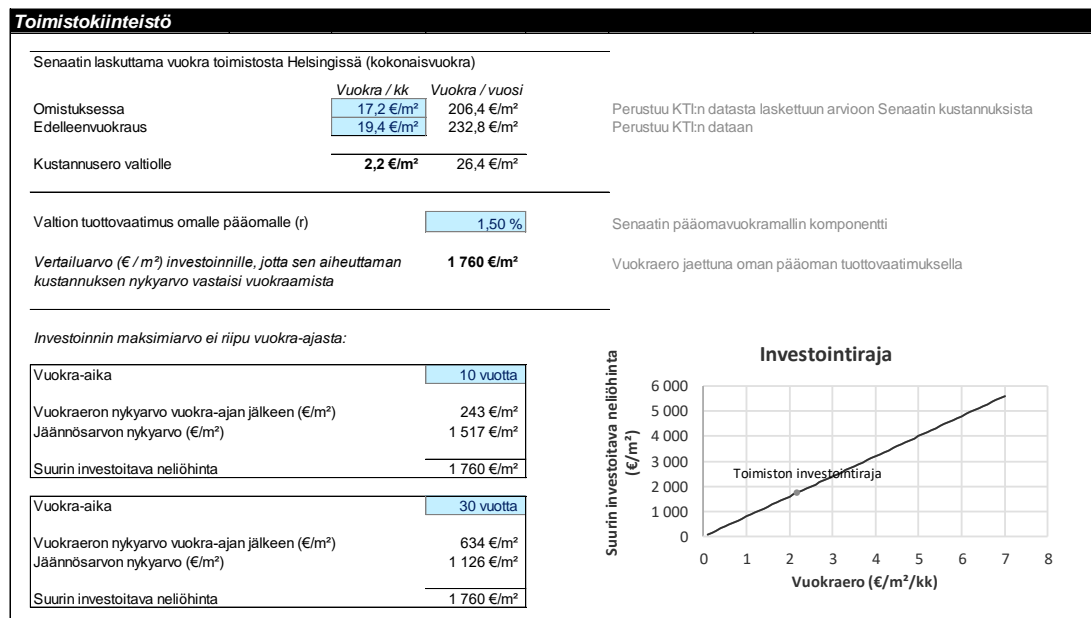 Toimistokiinteistö
Senaatin laskuttama vuokra toimistosta Helsingissä (kokonaisvuokra)
Vuokra / kk Vuokra / vuosi
Omistuksessa 17,2 €/m² 206,4 €/m² Perustuu KTI:n datasta laskettuun arvioon Senaatin kustannuksista
Edelleenvuokraus 19,4 €/m² 232,8 €/m² Perustuu KTI:n dataan
Kustannusero valtiolle 2,2 €/m² 26,4 €/m²
Valtion tuottovaatimus omalle pääomalle (r) 1,50 % Senaatin pääomavuokramallin komponentti
Vertailuarvo (€ / m²) investoinnille, jotta sen aiheuttaman 1 760 €/m² Vuokraero jaettuna oman pääoman tuottovaatimuksella
kustannuksen nykyarvo vastaisi vuokraamista
Investoinnin maksimiarvo ei riipu vuokra-ajasta:
Vuokra-aika 10 vuotta
Vuokraeron nykyarvo vuokra-ajan jälkeen (€/m²) 243 €/m²
Jäännösarvon nykyarvo (€/m²) 1 517 €/m²
Suurin investoitava neliöhinta 1 760 €/m²
Vuokra-aika 30 vuotta
Vuokraeron nykyarvo vuokra-ajan jälkeen (€/m²) 634 €/m²
Jäännösarvon nykyarvo (€/m²) 1 126 €/m²
Suurin investoitava neliöhinta 1 760 €/m²
Investointiraja
Suurin investoitava neliöhinta
(€/m²)
6 000
5 000
4 000
3 000
2 000
1 000
0
Toimiston investointiraja
0 1 2 3 4 5 6 7 8
Vuokraero (€/m²/kk)